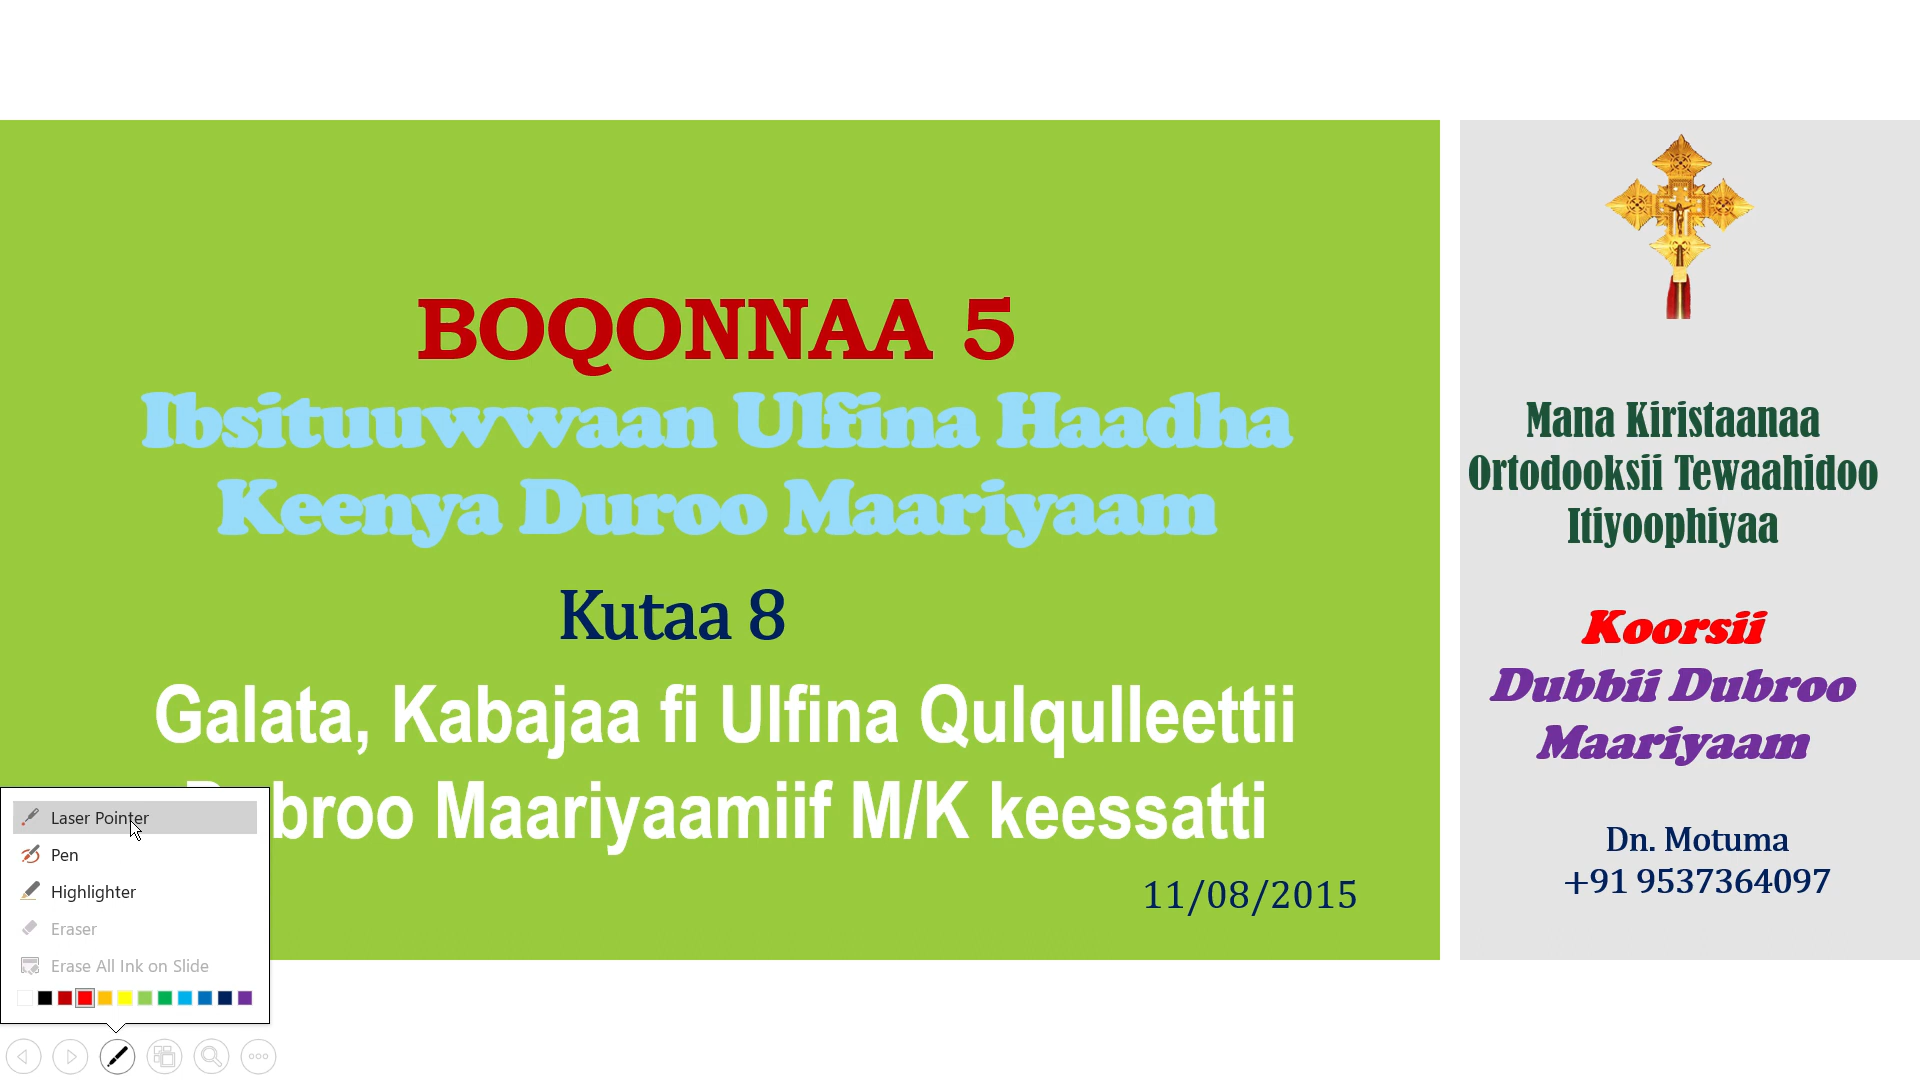 BOQONNAA 5
Ibsituuwwaan Ulfina Haadha
Keenya Duroo Maariyaam
Kutaa 8
Galata, Kabajaa fi Ulfina Qulqulleettii
Dubroo Maariyaamiif M/K keessatti
11/08/2015
Mana Kiristaanaa
Ortodooksii Tewaahidoo
Itiyoophiyaa
Koorsii
Dubbii Dubroo
Maariyaam
Dn. Motuma
+91 9537364097
Laser Pointer
Pen
Highlighter
Eraser
Erase All Ink on Slide